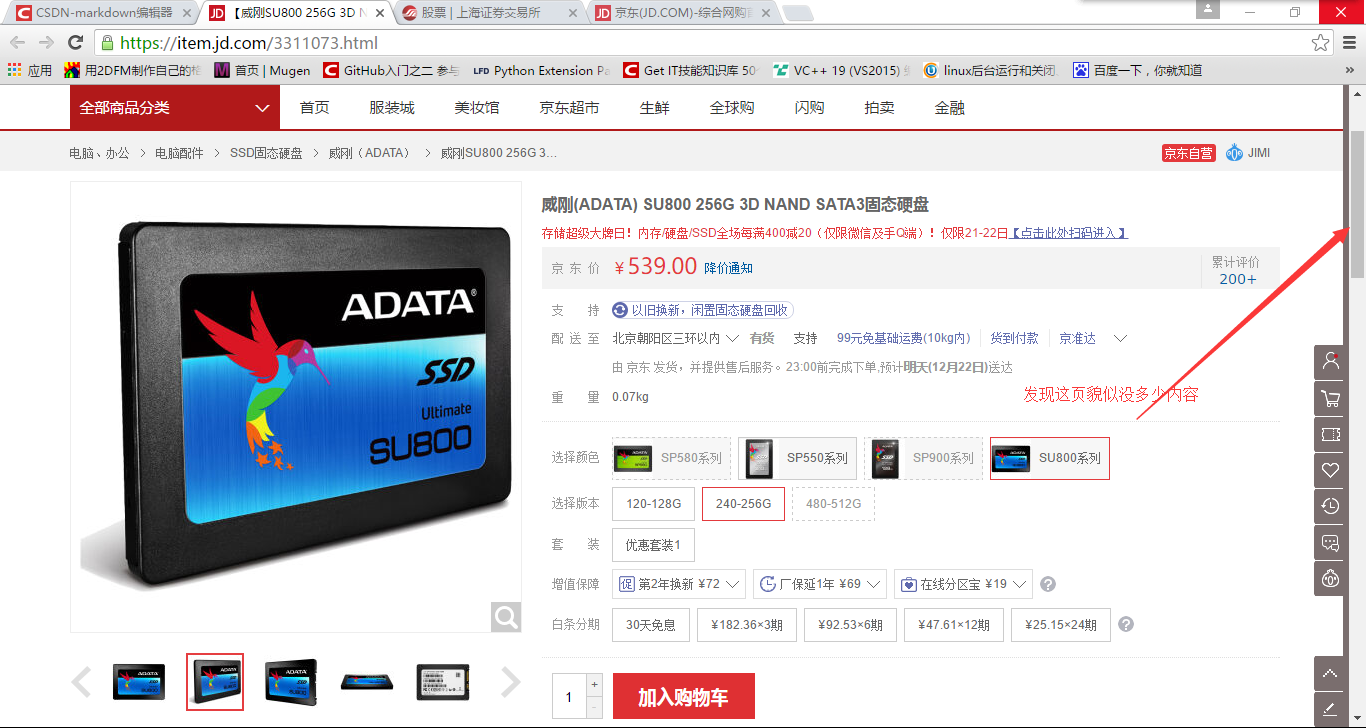 CSDN-markdown编辑器
【威刚SU800 256G 3D N
股票 | 上海证券交易所
京东(JD.COM)-综合网购
https://item.jd.com/3311073.html
应用 用2DFM制作自己的格 首页 | Mugen GitHub入门之二 参与 LFD Python Extension Pa Get IT技能知识库 50 VC++ 19 (VS2015) linux后台运行和关闭 百度一下，你就知道 »
全部商品分类 首页 服装城 美妆馆 京东超市 生鲜 全球购 闪购 拍卖 金融
电脑、办公 > 电脑配件 > SSD固态硬盘 > 威刚（ADATA） > 威刚SU800 256G 3... 京东自营 JIMI
威刚(ADATA) SU800 256G 3D NAND SATA3固态硬盘
存储超级大牌日！内存/硬盘/SSD全场每满400减20（仅限微信及手Q端）！仅限21-22日【点击此处扫码进入】
京东价 ￥539.00 降价通知
累计评价
200+
支持 以旧换新，闲置固态硬盘回收
配送至 北京朝阳区三环以内 有货 支持 99元免基础运费(10kg内) 货到付款 京准达
由 京东 发货，并提供售后服务。23:00前完成下单,预计明天(12月22日)送达
重量 0.07kg
发现这页貌似没多少内容
选择颜色 SP580系列 SP550系列 SP900系列 SU800系列
选择版本 120-128G 240-256G 480-512G
套装 优惠套装1
增值保障 促 第2年换新 ¥72 厂保延1年 ¥69 在线分区宝 ¥19 ?
白条分期 30天免息 ¥182.36×3期 ¥92.53×6期 ¥47.61×12期 ¥25.15×24期 ?
1 + - 加入购物车
ADATA®
SSD
Ultimate
SU800